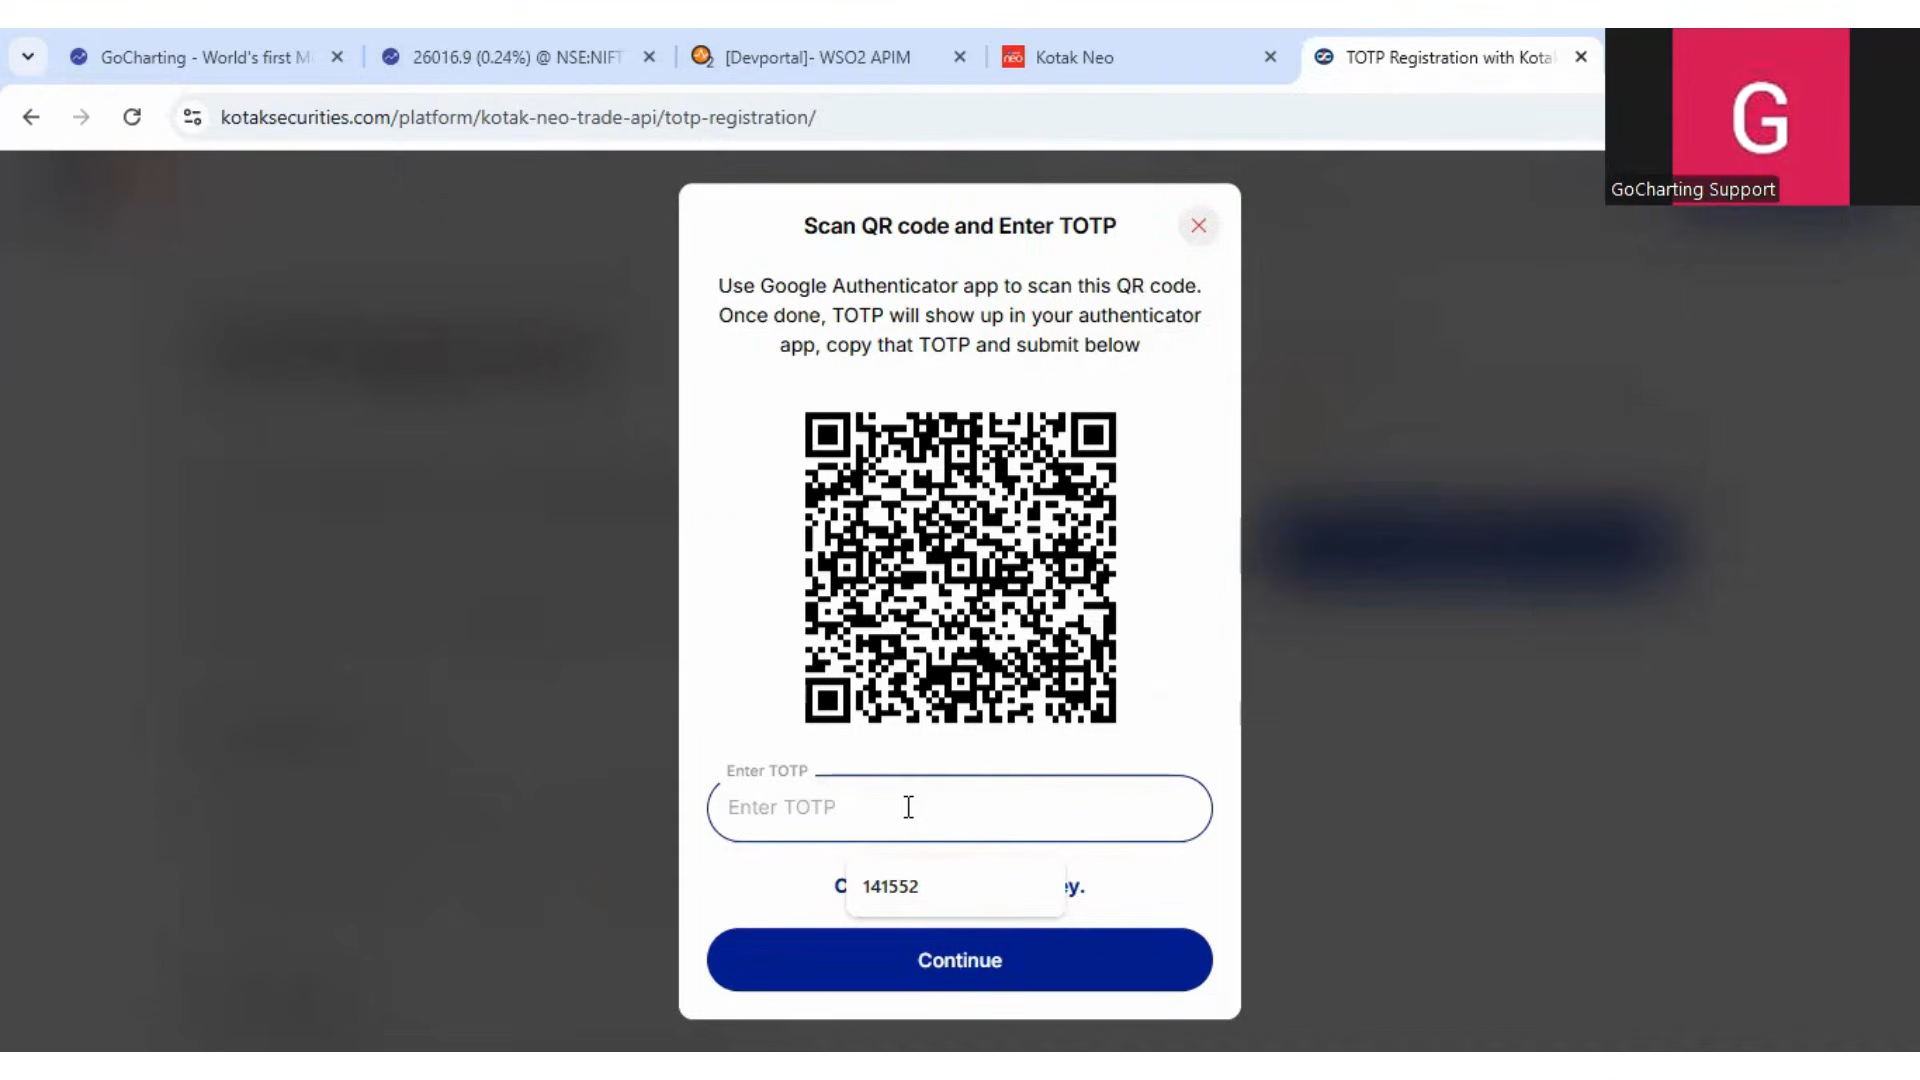 GoCharting - World's first M
26016.9 (0.24%) @ NSE:NIFT
[Devportal]- WSO2 APIM
neo
Kotak Neo
TOTP Registration with Kota
kotaksecurities.com/platform/kotak-neo-trade-api/totp-registration/
G
GoCharting Support
Scan QR code and Enter TOTP
Use Google Authenticator app to scan this QR code.
Once done, TOTP will show up in your authenticator
app, copy that TOTP and submit below
Enter TOTP
Enter TOTP
141552
ey.
Continue